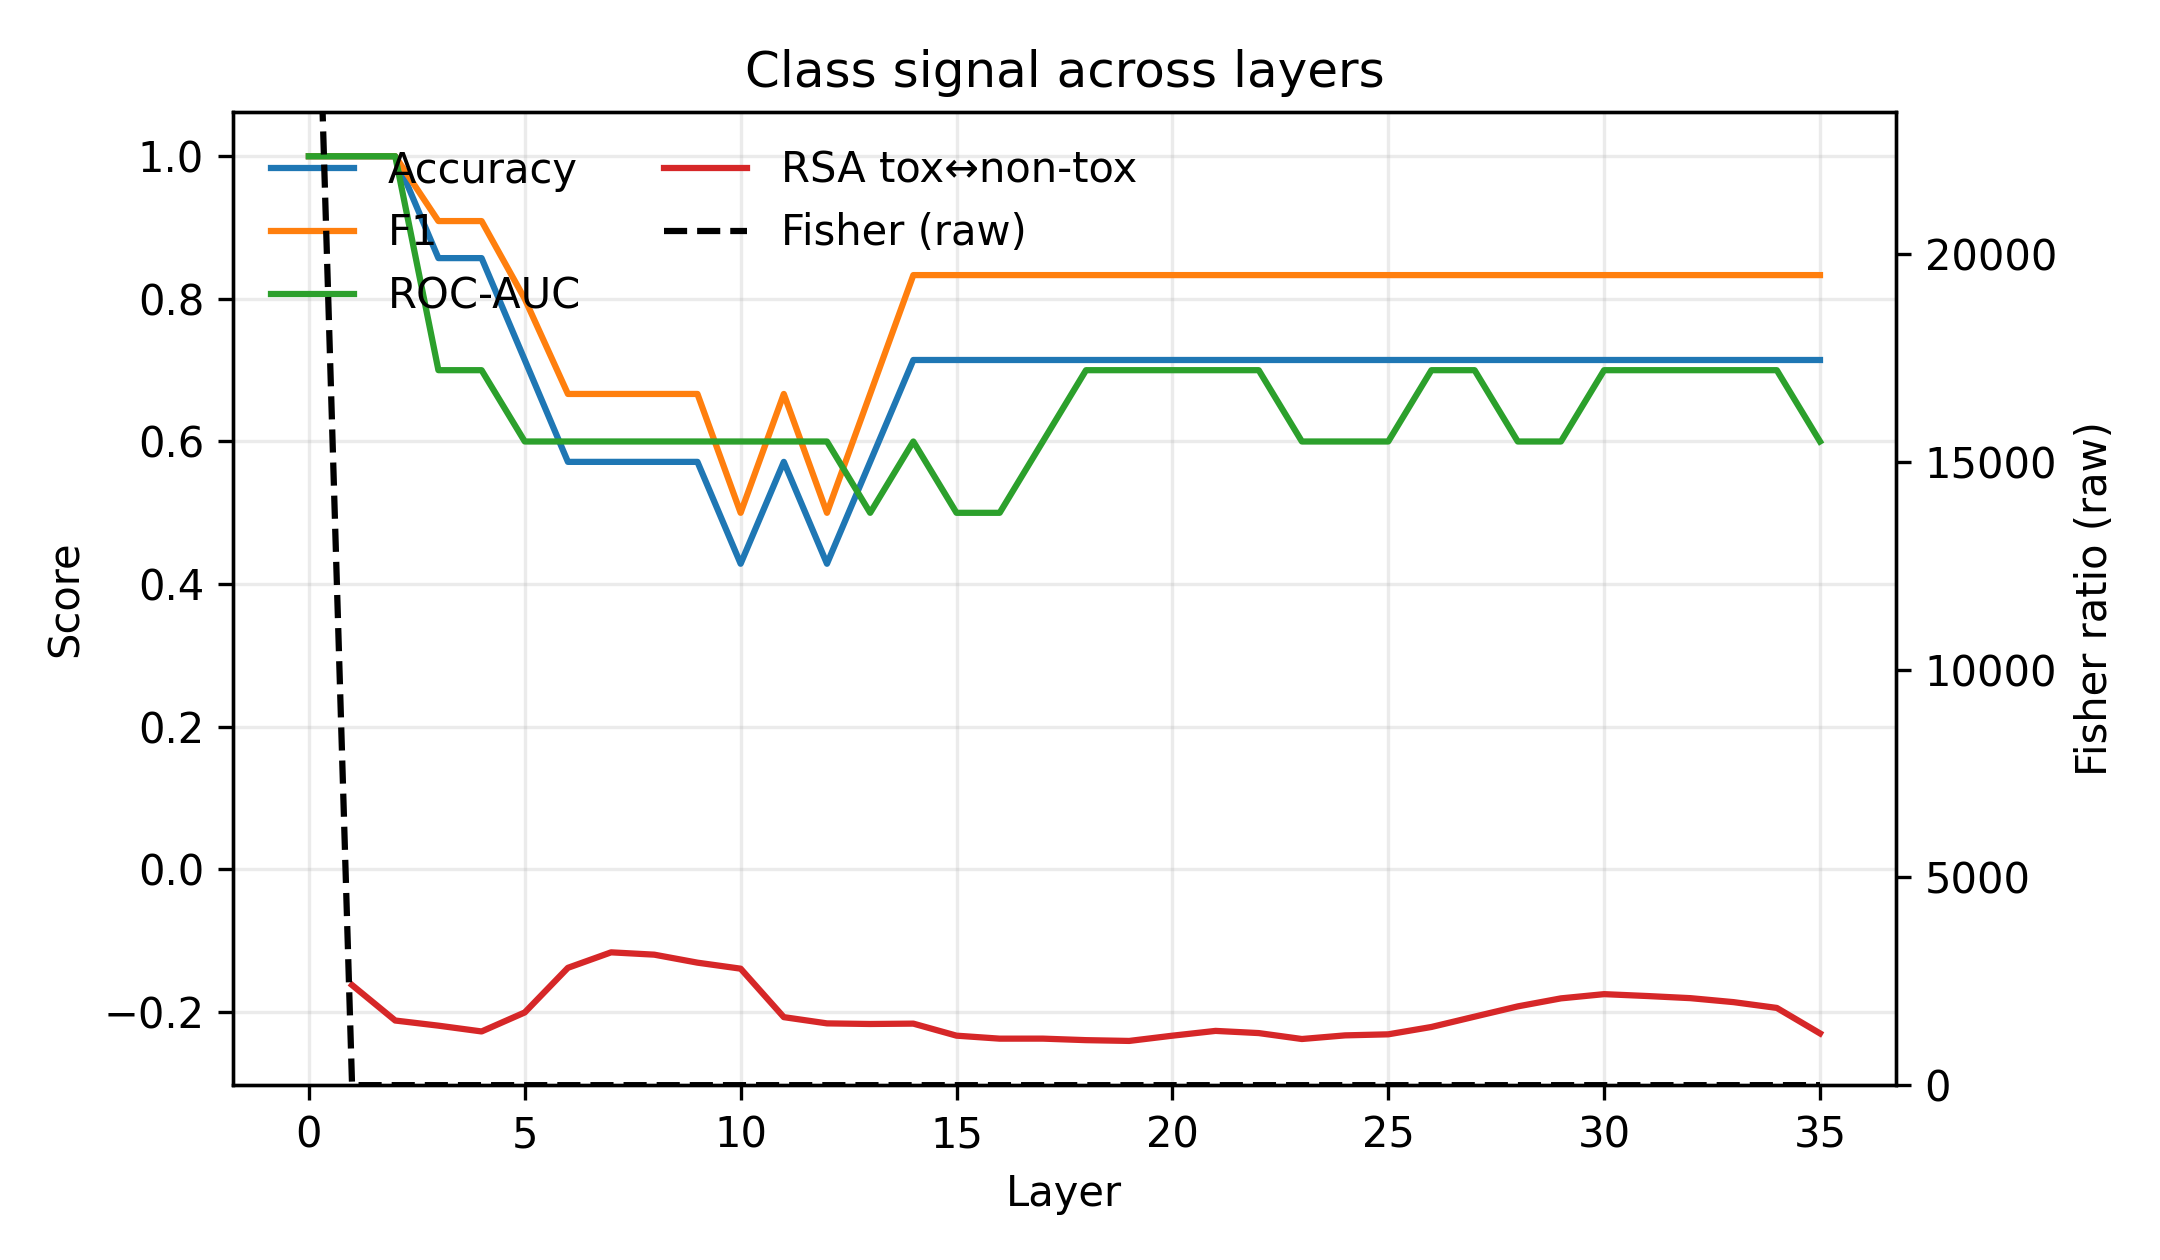 Class signal across layers
Accuracy
F1
ROC-AUC
RSA tox↔non-tox
Fisher (raw)
Score
1.0
0.8
0.6
0.4
0.2
0.0
−0.2
Fisher ratio (raw)
20000
15000
10000
5000
0
0 5 10 15 20 25 30 35
Layer